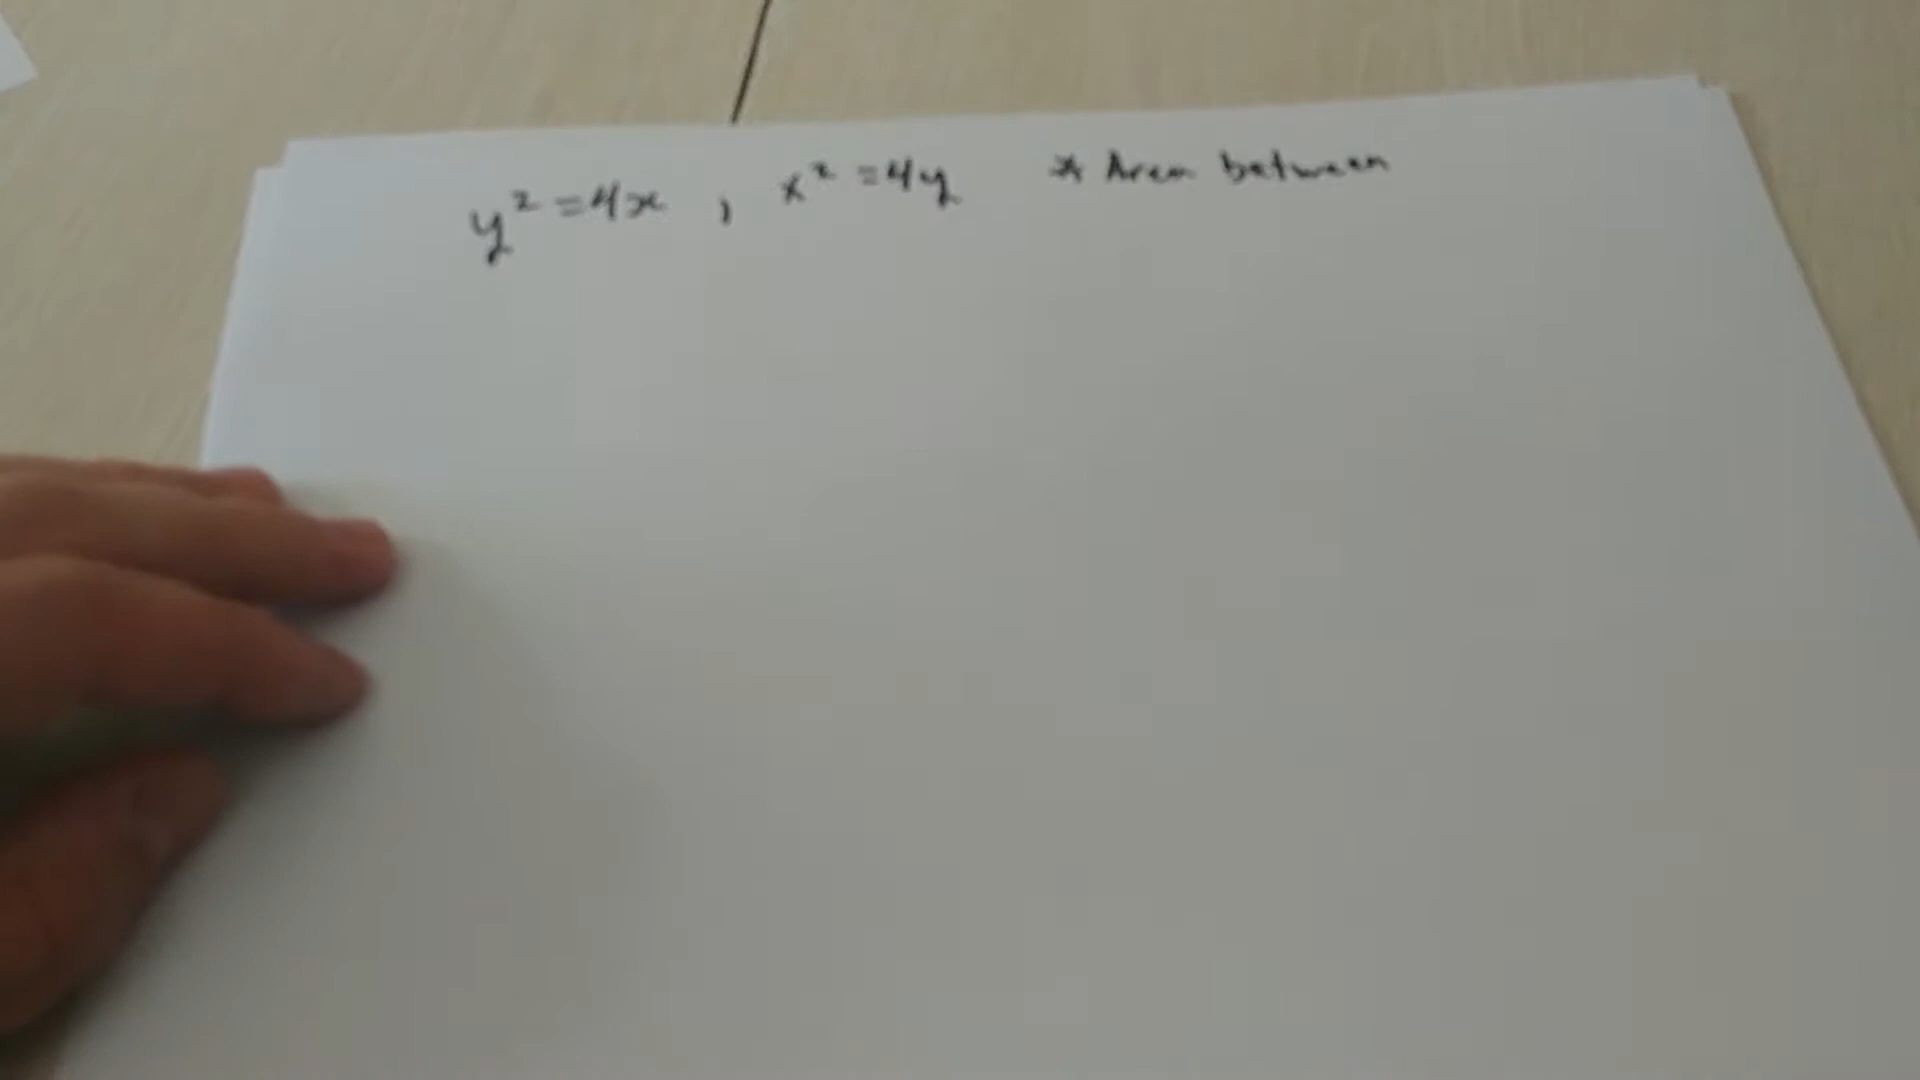 y² = 4x , x² = 4y * Area between